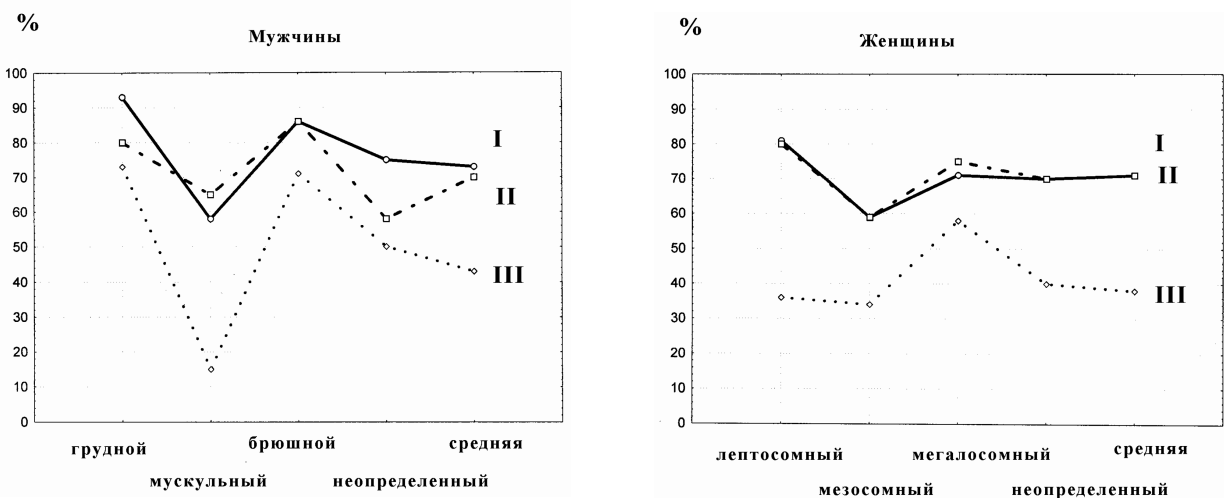 %
Мужчины
100
90
80
70
60
50
40
30
20
10
0
I
II
III
грудной
брюшной
средняя
мускульный
неопределенный
%
Женщины
100
90
80
70
60
50
40
30
20
10
0
I
II
III
лептосомный
мегалосомный
средняя
мезосомный
неопределенный